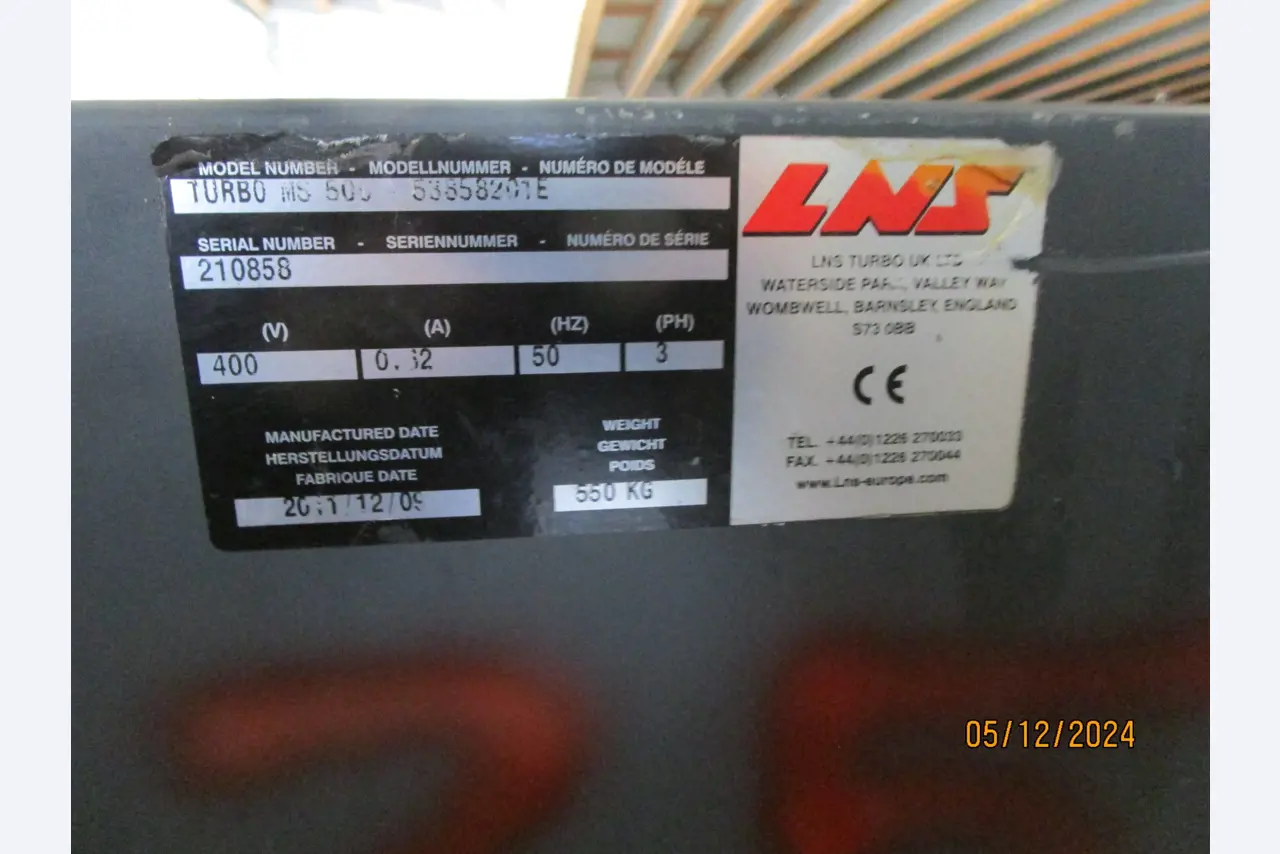 MODEL NUMBER - MODELLNUMMER - NUMÉRO DE MODÉLE
TURBO MS 500
SERIAL NUMBER - SERIENNUMMER - NUMÉRO DE SÉRIE
210858
(V) (A) (HZ) (PH)
400 50 3
MANUFACTURED DATE
HERSTELLUNGSDATUM
FABRIQUE DATE
WEIGHT
GEWICHT
POIDS
550 KG
LNS
LNS TURBO UK LTD
WATERSIDE PARK, VALLEY WAY
WOMBWELL, BARNSLEY, ENGLAND
S73 0BB
CE
TEL. +44(0)1226 270033
FAX. +44(0)1226 270044
www.Lns-europe.com
05/12/2024